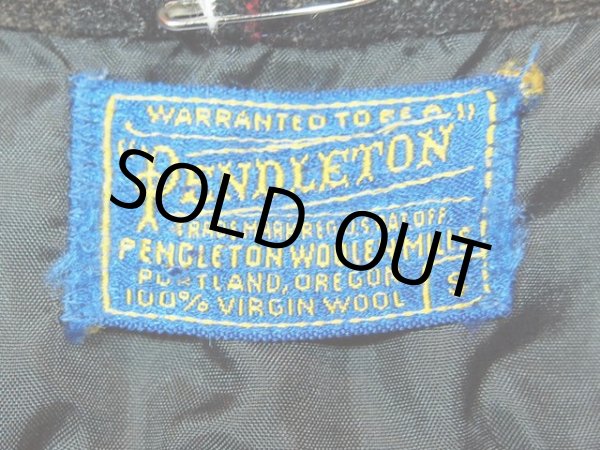 WARRANTED TO BE A
"PENDLETON"
TRADE MARK REG. U.S. PAT. OFF.
PENDLETON WOOLEN MILLS
PORTLAND, OREGON
100% VIRGIN WOOL S
SOLD OUT